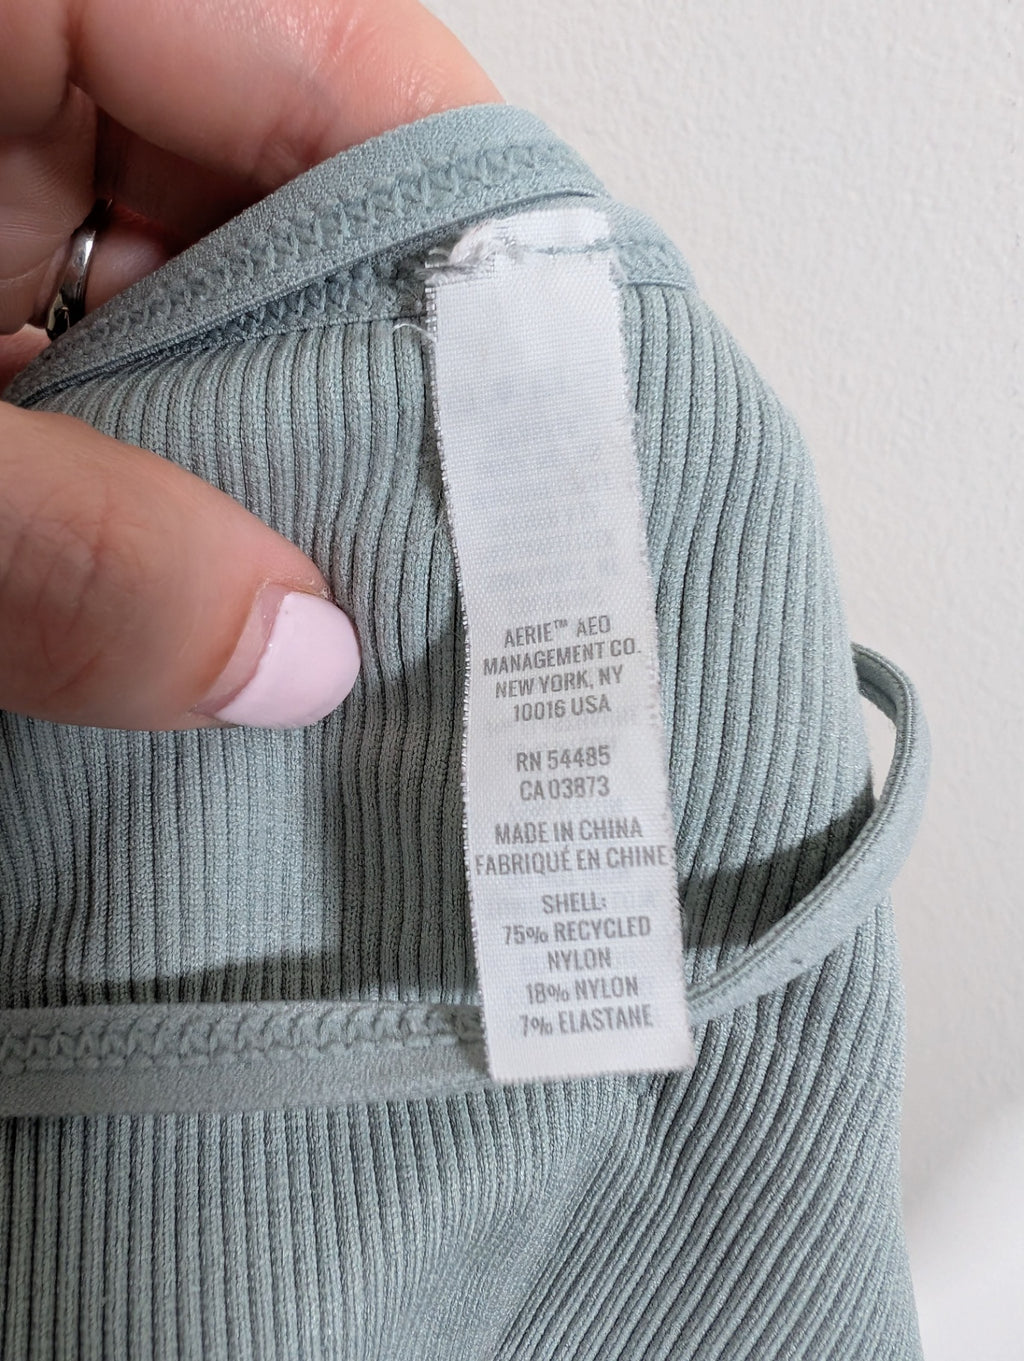 AERIE™ AEO
MANAGEMENT CO.
NEW YORK, NY
10016 USA
RN 54485
CA 03873
MADE IN CHINA
FABRIQUÉ EN CHINE
SHELL:
75% RECYCLED
NYLON
18% NYLON
7% ELASTANE